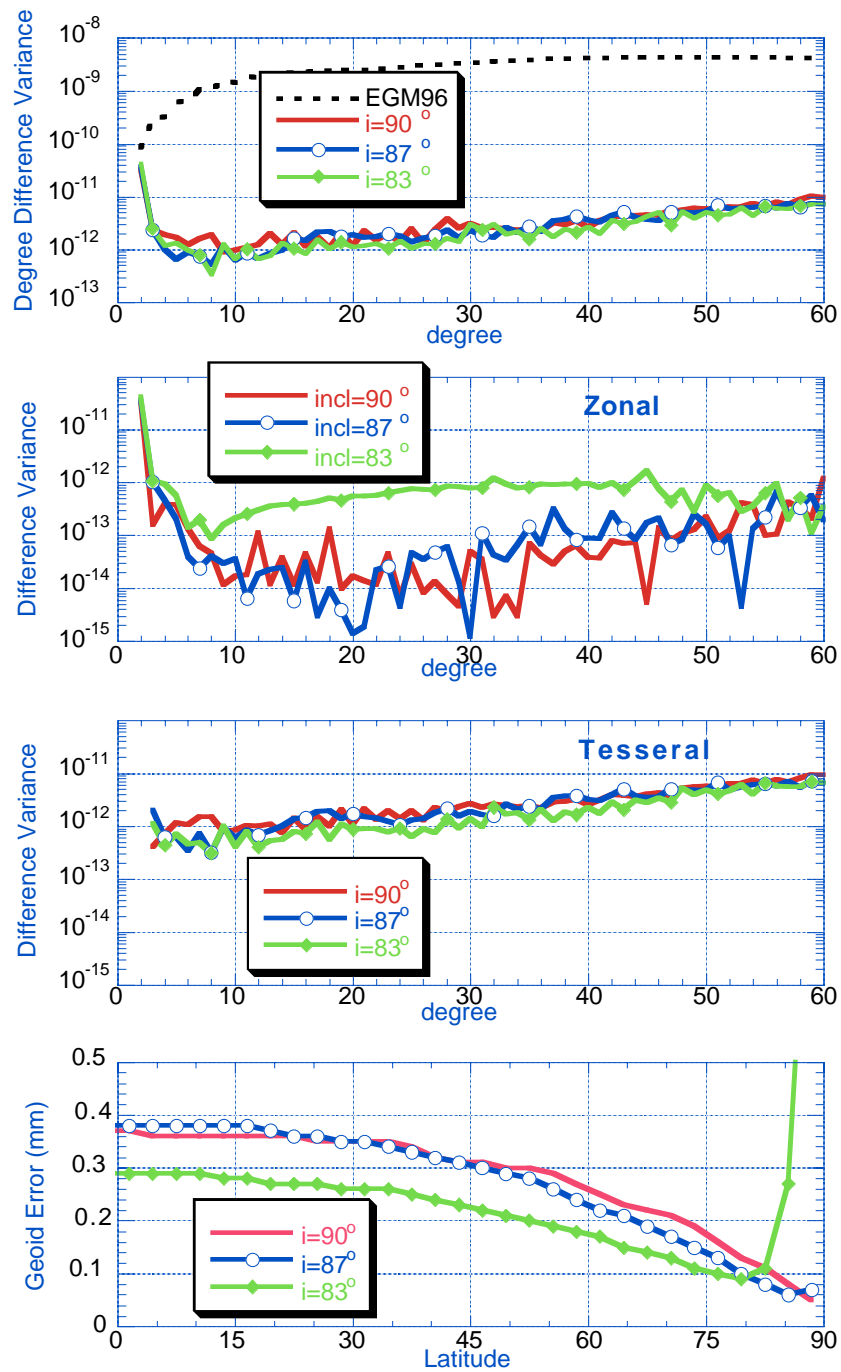 Degree Difference Variance
10-8
10-9
10-10
10-11
10-12
10-13
EGM96
i=90 o
i=87 o
i=83 o
0 10 20 30 40 50 60
degree
Difference Variance
10-11
10-12
10-13
10-14
10-15
incl=90 o
incl=87 o
incl=83 o
Zonal
0 10 20 30 40 50 60
degree
Difference Variance
10-11
10-12
10-13
10-14
10-15
Tesseral
i=90o
i=87o
i=83o
0 10 20 30 40 50 60
degree
Geoid Error (mm)
0.5
0.4
0.3
0.2
0.1
0
i=90o
i=87o
i=83o
0 15 30 45 60 75 90
Latitude